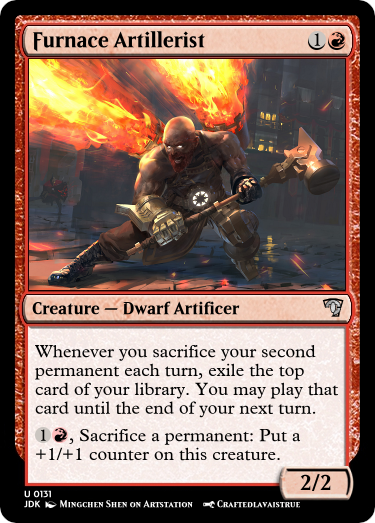 Furnace Artillerist 1
Creature — Dwarf Artificer
Whenever you sacrifice your second
permanent each turn, exile the top
card of your library. You may play that
card until the end of your next turn.
1, Sacrifice a permanent: Put a
+1/+1 counter on this creature.
2/2
U 0131
JDK Mingchen Shen on Artstation Craftedlavaistrue